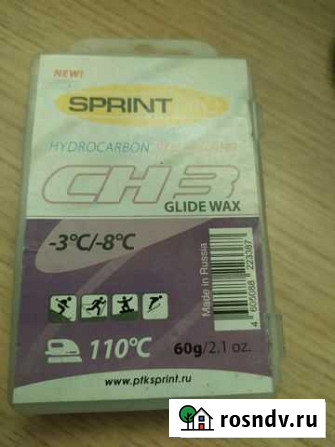 NEW!
SPRINT
HYDROCARBON
CH3
GLIDE WAX
-3°C/-8°C
Made in Russia
110°C
60g/2.1 oz.
www.ptksprint.ru
rosndv.ru